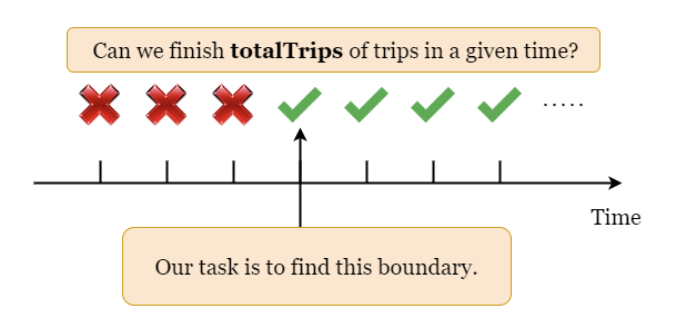 Can we finish totalTrips of trips in a given time?
.....
Time
Our task is to find this boundary.